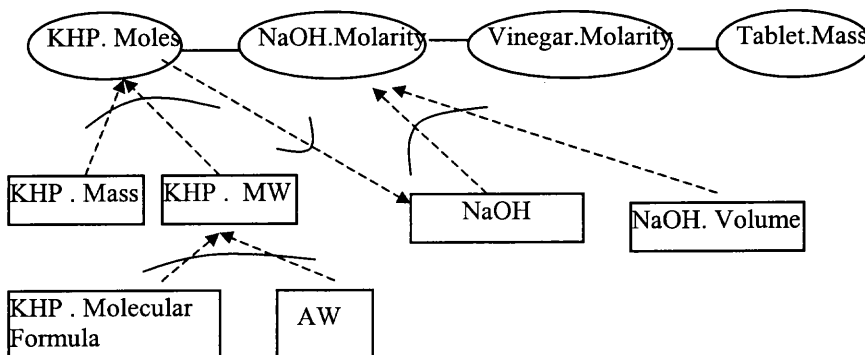 KHP. Moles
NaOH.Molarity
Vinegar.Molarity
Tablet.Mass
KHP . Mass
KHP . MW
NaOH
NaOH. Volume
KHP . Molecular
Formula
AW